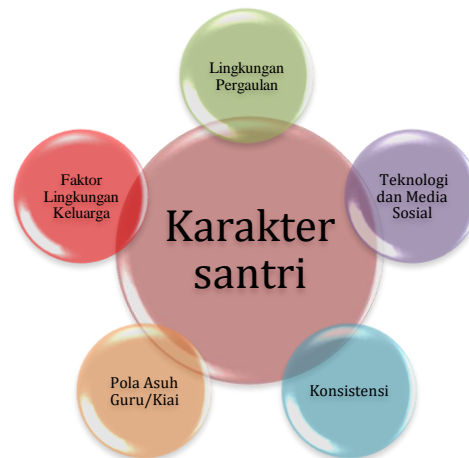 Lingkungan
Pergaulan
Faktor
Lingkungan
Keluarga
Teknologi
dan Media
Sosial
Karakter
santri
Pola Asuh
Guru/Kiai
Konsistensi